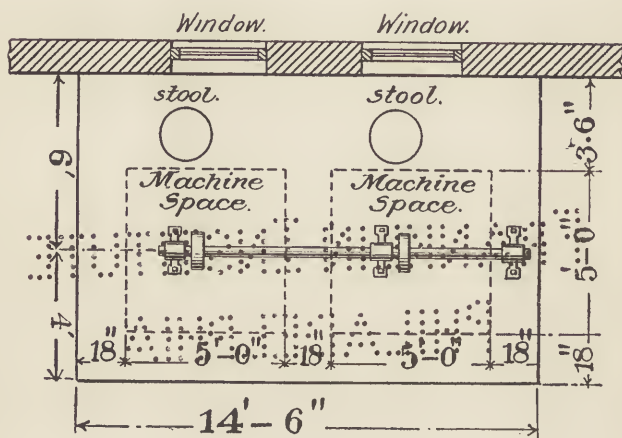 Window. Window.
stool. stool.
Machine
Space.
Machine
Space.
6'
4'
3'.6"
5'-0"
18"
18" 5'-0" 18" 5'-0" 18"
14'-6"